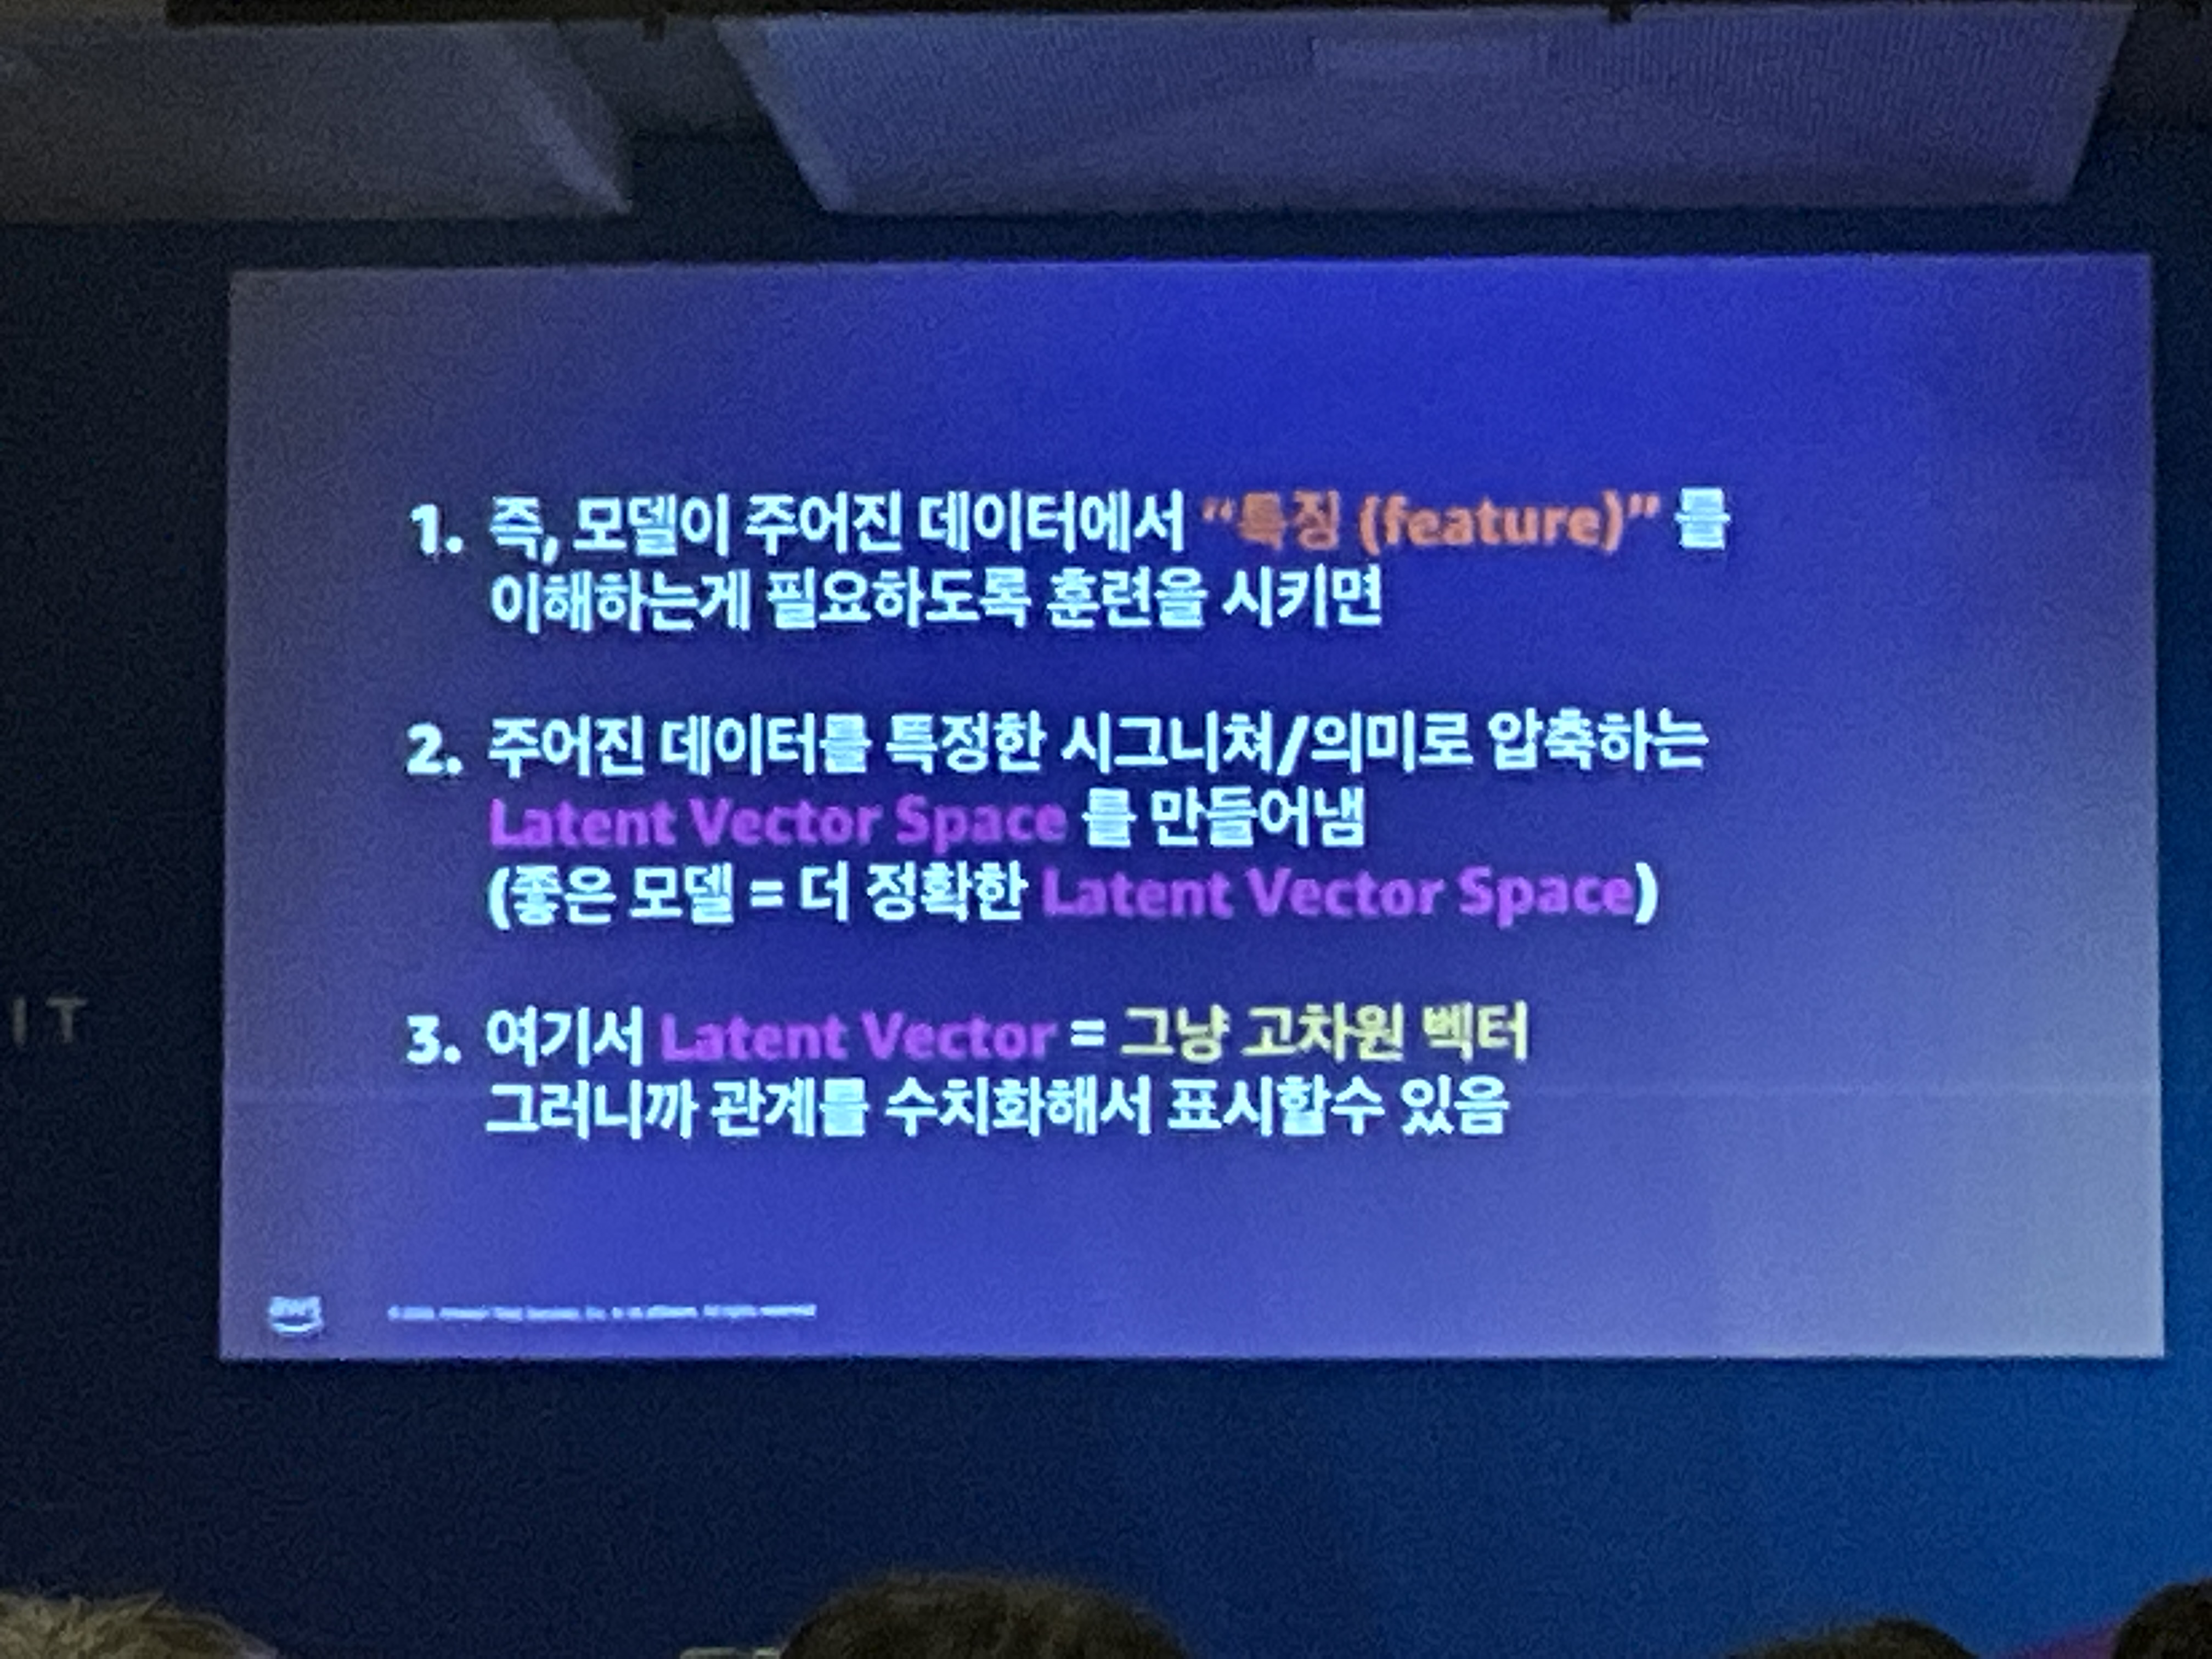 1. 즉, 모델이 주어진 데이터에서 “특징 (feature)” 를
이해하는게 필요하도록 훈련을 시키면
2. 주어진 데이터를 특정한 시그니쳐/의미로 압축하는
Latent Vector Space 를 만들어냄
(좋은 모델 = 더 정확한 Latent Vector Space)
3. 여기서 Latent Vector = 그냥 고차원 벡터
그러니까 관계를 수치화해서 표시할수 있음
IT
aws